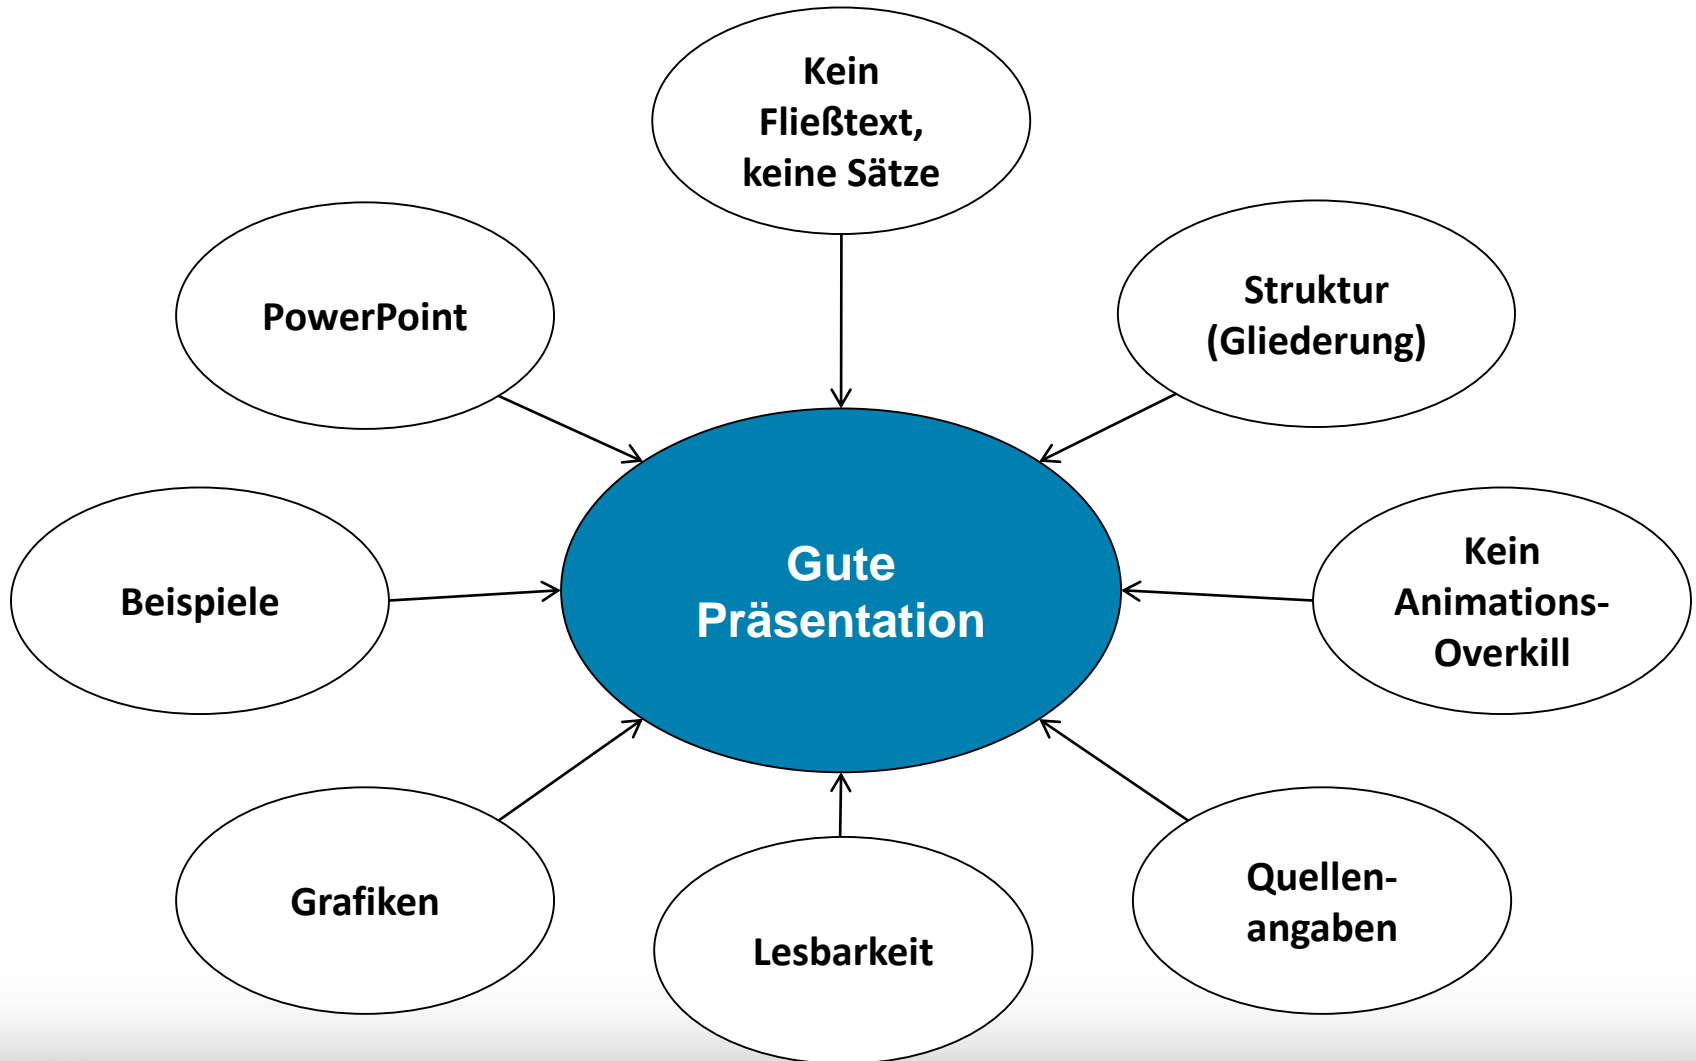 Kein
Fließtext,
keine Sätze
PowerPoint
Struktur
(Gliederung)
Beispiele
Gute
Präsentation
Kein
Animations-
Overkill
Grafiken
Lesbarkeit
Quellen-
angaben